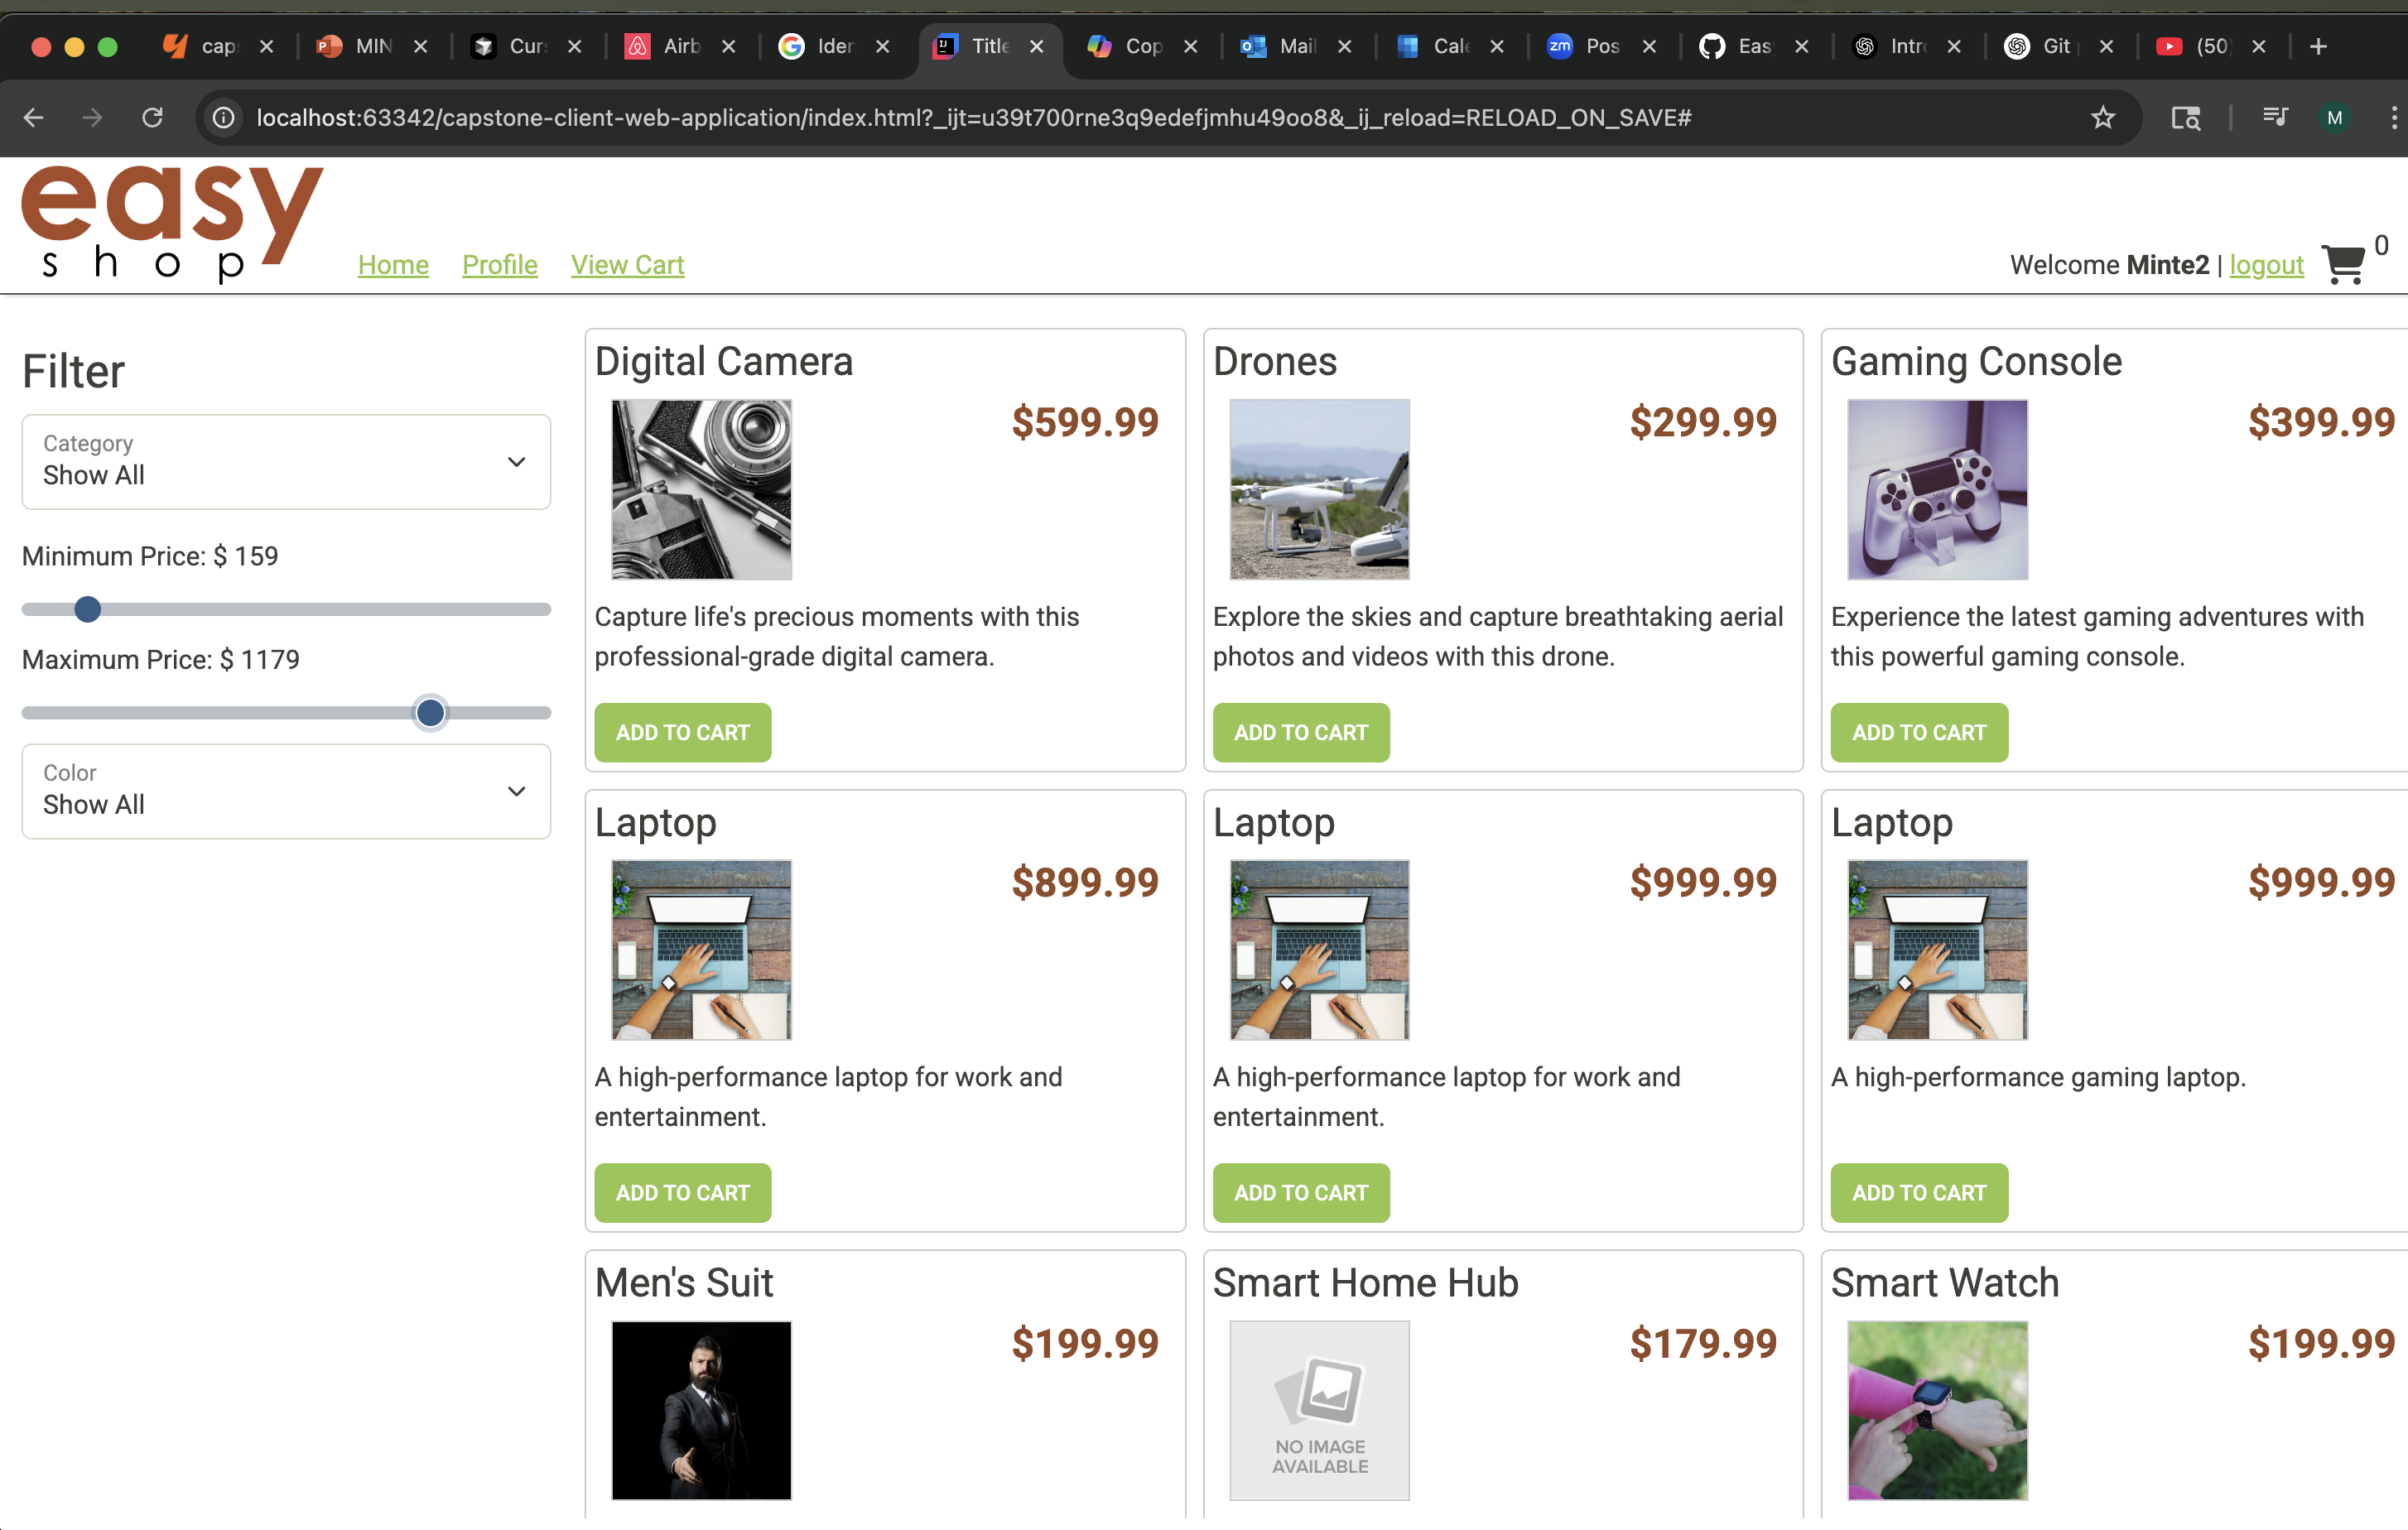 cap
MIN
Cur
Airb
Ider
Title
Cop
Mail
Cale
Pos
Eas
Intr
Git
(50)
localhost:63342/capstone-client-web-application/index.html?_ijt=u39t700rne3q9edefjmhu49oo8&_ij_reload=RELOAD_ON_SAVE#
M
easy
shop
Home Profile View Cart
Welcome Minte2 | logout
0
Filter
Category
Show All
Minimum Price: $ 159
Maximum Price: $ 1179
Color
Show All
Digital Camera
$599.99
Capture life's precious moments with this
professional-grade digital camera.
ADD TO CART
Drones
$299.99
Explore the skies and capture breathtaking aerial
photos and videos with this drone.
ADD TO CART
Gaming Console
$399.99
Experience the latest gaming adventures with
this powerful gaming console.
ADD TO CART
Laptop
$899.99
A high-performance laptop for work and
entertainment.
ADD TO CART
Laptop
$999.99
A high-performance laptop for work and
entertainment.
ADD TO CART
Laptop
$999.99
A high-performance gaming laptop.
ADD TO CART
Men's Suit
$199.99
Smart Home Hub
$179.99
NO IMAGE
AVAILABLE
Smart Watch
$199.99